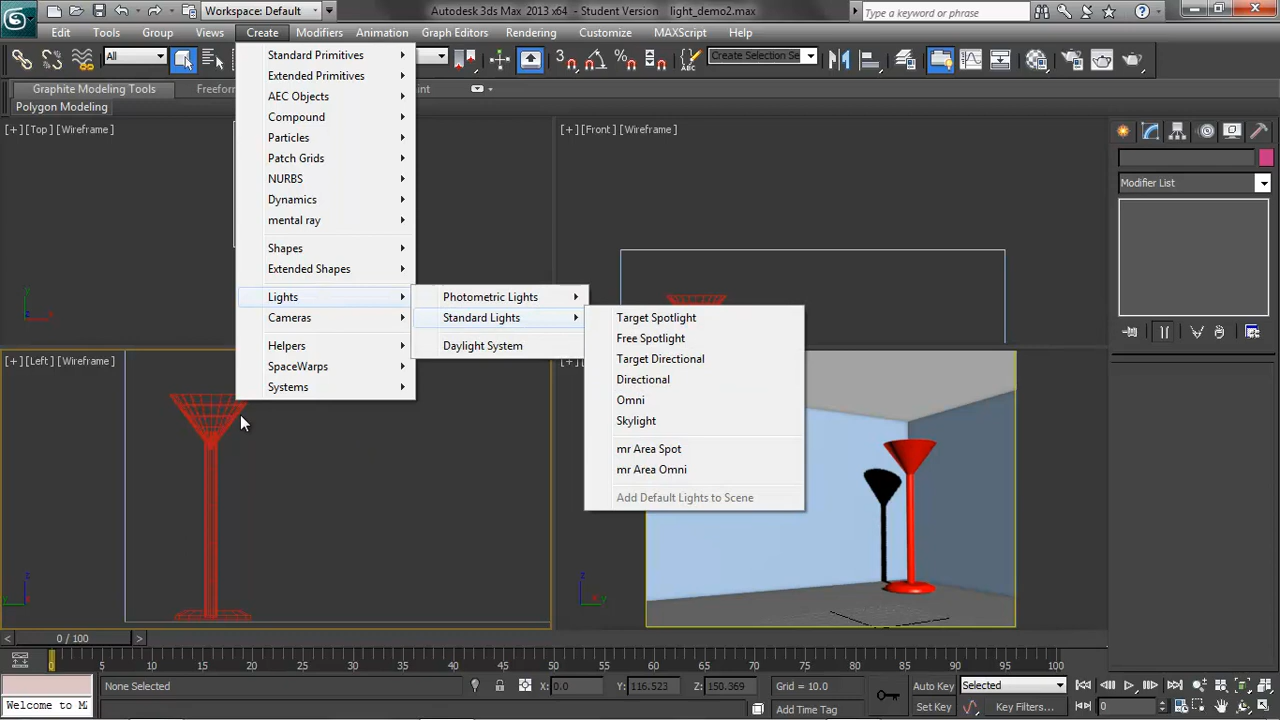 Workspace: Default
Autodesk 3ds Max 2013 x64 - Student Version light_demo2.max
Type a keyword or phrase
Edit Tools Group Views Create Modifiers Animation Graph Editors Rendering Customize MAXScript Help
All
Create Selection Se
Graphite Modeling Tools
Freeform
Polygon Modeling
[+] [Top] [Wireframe]
[+] [Front] [Wireframe]
Standard Primitives
Extended Primitives
AEC Objects
Compound
Particles
Patch Grids
NURBS
Dynamics
mental ray
Shapes
Extended Shapes
Lights
Cameras
Helpers
SpaceWarps
Systems
Photometric Lights
Standard Lights
Daylight System
Target Spotlight
Free Spotlight
Target Directional
Directional
Omni
Skylight
mr Area Spot
mr Area Omni
Add Default Lights to Scene
Modifier List
[+] [Left] [Wireframe]
0 / 100
0 5 10 15 20 25 30 35 40 45 50 55 60 65 70 75 80 85 90 95 100
None Selected
X: 0.0
Y: 116.523
Z: 150.369
Grid = 10.0
Auto Key
Selected
Welcome to M
Add Time Tag
Set Key
Key Filters...
0